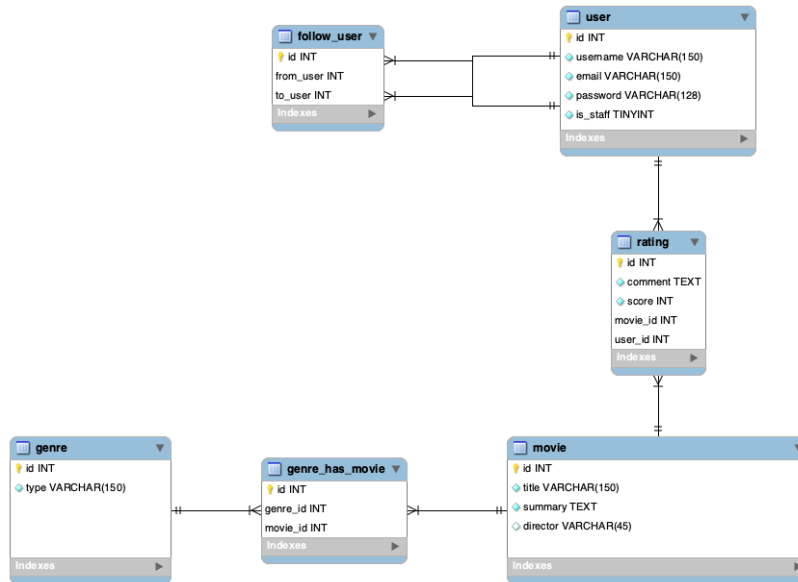 user
id INT
username VARCHAR(150)
email VARCHAR(150)
password VARCHAR(128)
is_staff TINYINT
Indexes
follow_user
id INT
from_user INT
to_user INT
Indexes
rating
id INT
comment TEXT
score INT
movie_id INT
user_id INT
Indexes
genre
id INT
type VARCHAR(150)
Indexes
genre_has_movie
id INT
genre_id INT
movie_id INT
Indexes
movie
id INT
title VARCHAR(150)
summary TEXT
director VARCHAR(45)
Indexes